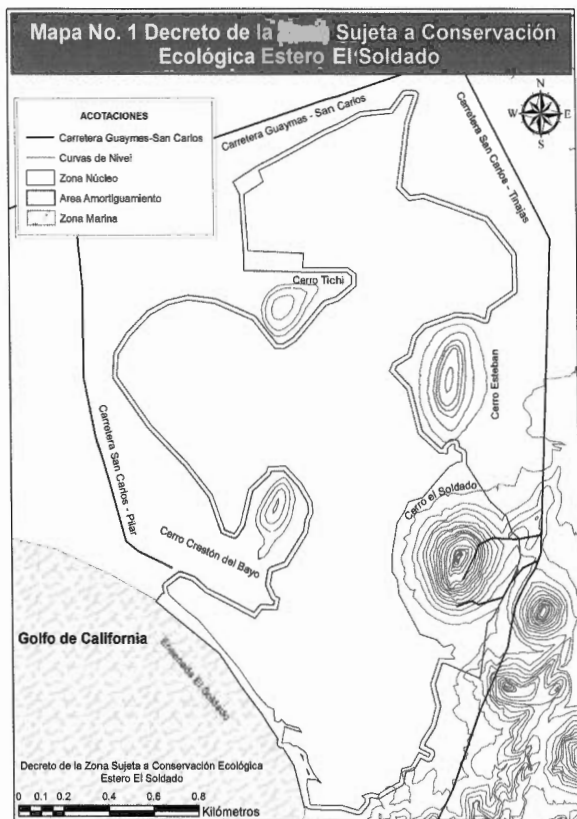 Mapa No. 1 Decreto de la Sujeta a Conservación
Ecológica Estero El Soldado
N
W E
S
ACOTACIONES
Carretera Guaymes-San Carlos
Curvas de Nivel
Zona Núcleo
Area Amortiguamiento
Zona Marina
Carretera Guaymas - San Carlos
Carretera San Carlos - Tinajas
Cerro Tichi
Cerro Esteban
Carretera San Carlos - Pilar
Cerro el Soldado
Cerro Crestón del Bayo
Golfo de California
Ensenada El Soldado
Decreto de la Zona Sujeta a Conservación Ecológica
Estero El Soldado
0 0.1 0.2 0.4 0.6 0.8
Kilómetros